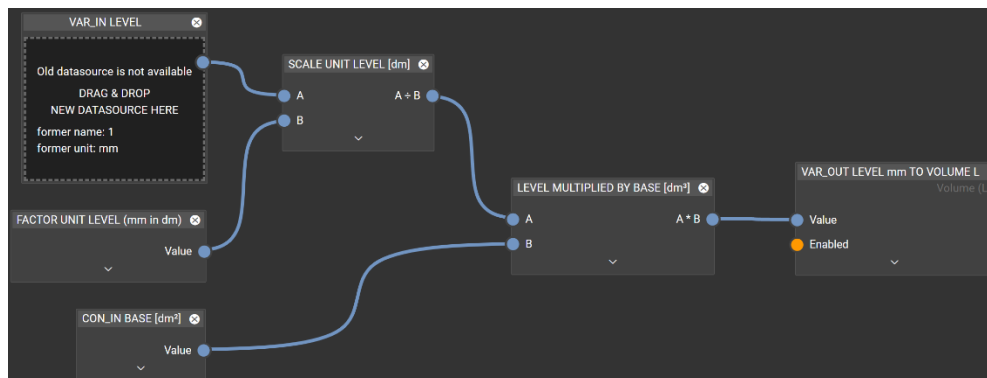 VAR_IN LEVEL
Old datasource is not available
DRAG & DROP
NEW DATASOURCE HERE
former name: 1
former unit: mm
SCALE UNIT LEVEL [dm]
A
A ÷ B
B
FACTOR UNIT LEVEL (mm in dm)
Value
LEVEL MULTIPLIED BY BASE [dm³]
A
A * B
B
VAR_OUT LEVEL mm TO VOLUME L
Volume (L
Value
Enabled
CON_IN BASE [dm²]
Value